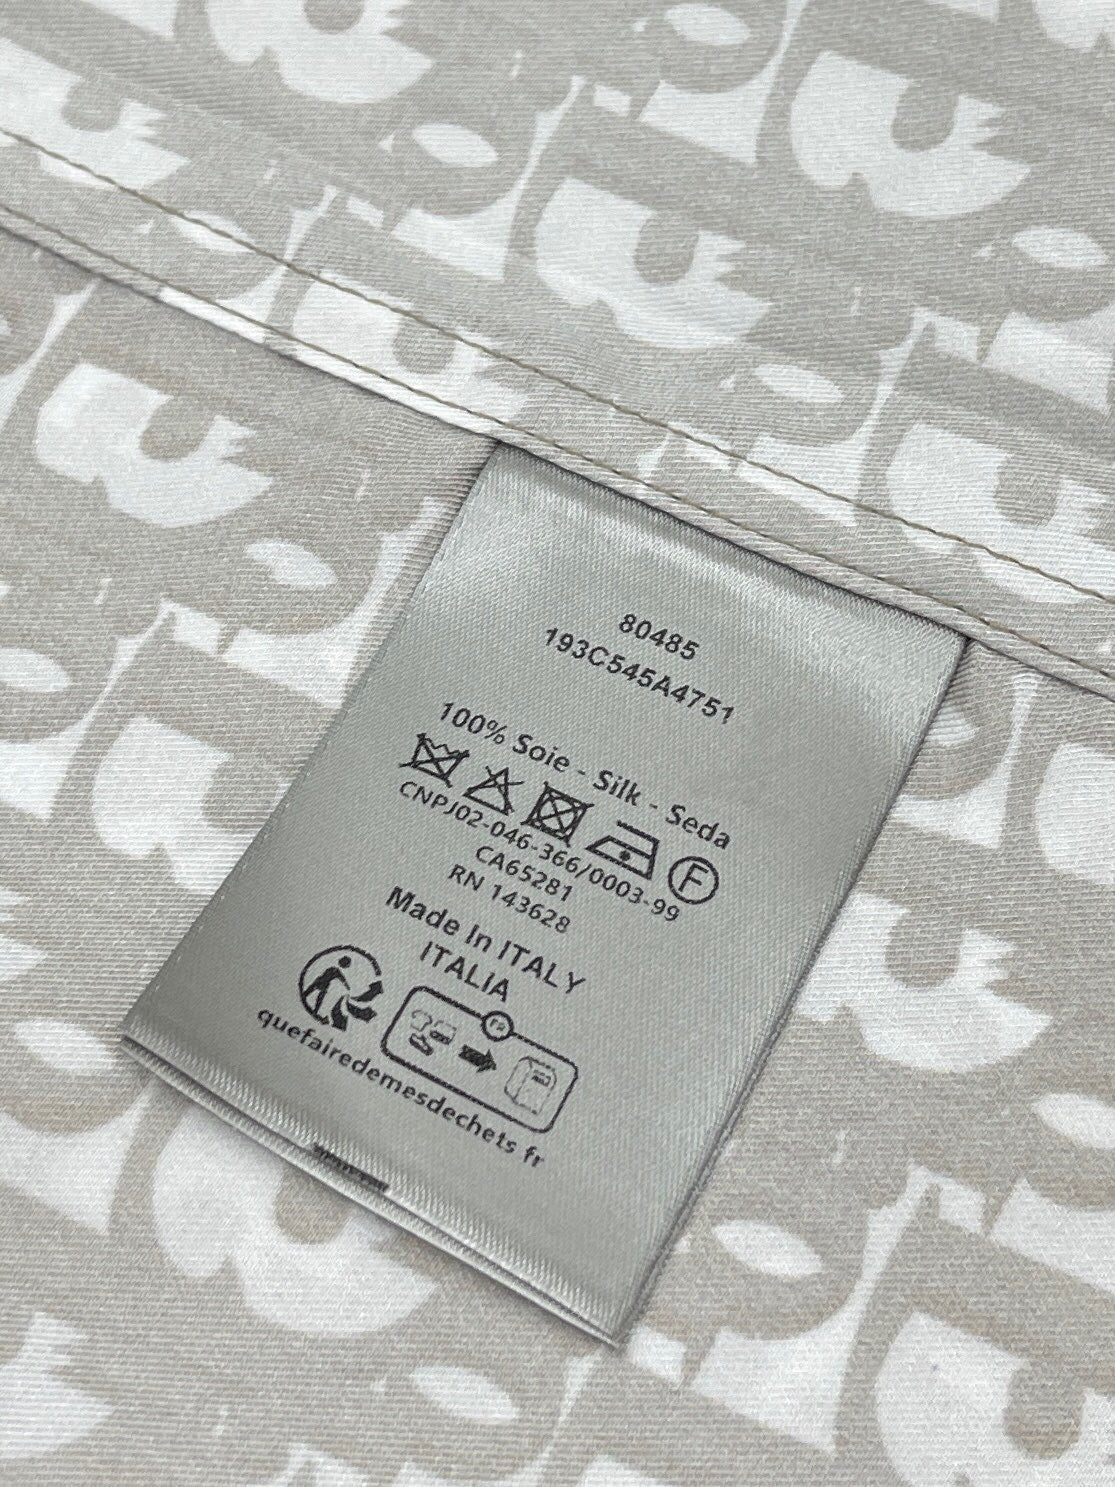 80485
193C545A4751
100% Soie - Silk - Seda
F
CNPJ02-046-366/0003-99
CA65281
RN 143628
Made In ITALY
ITALIA
FR
quefairedemesdechets fr